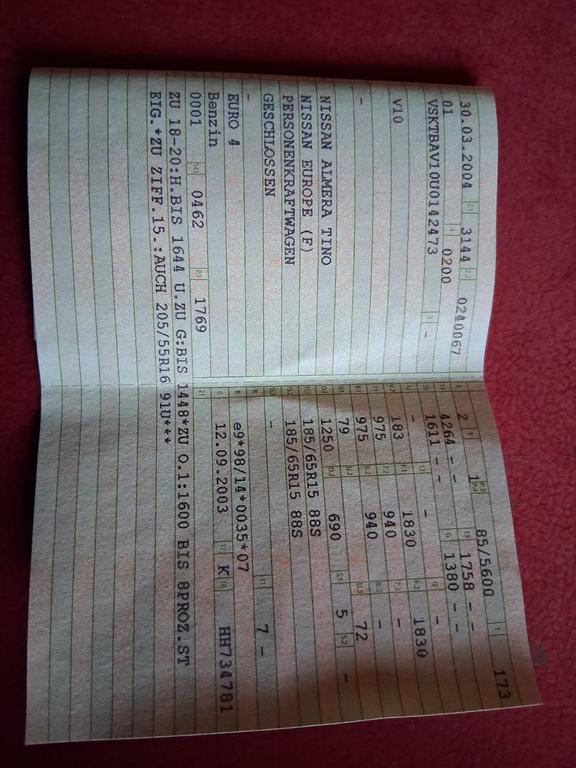 30.03.2004 3144 0240067
01 0200
VSKTBAV10U0142473 -
V10
-
NISSAN ALMERA TINO
NISSAN EUROPE (F)
PERSONENKRAFTWAGEN
GESCHLOSSEN
-
EURO 4
Benzin
0001 0462 1769
173
2 1 85/5600
4264 - - 1758 - -
1611 - - 1380 - -
- - -
183 1830 1830
975 940 -
975 940 -
79 72
1250 690 5 -
185/65R15 88S
185/65R15 88S
-
- 7 -
e9*98/14*0035*07
12.09.2003 K HH734781
ZU 18-20:H.BIS 1644 U.ZU G:BIS 1448*ZU O.1:1600 BIS 8PROZ.ST
EIG.*ZU ZIFF.15.:AUCH 205/55R16 91U***